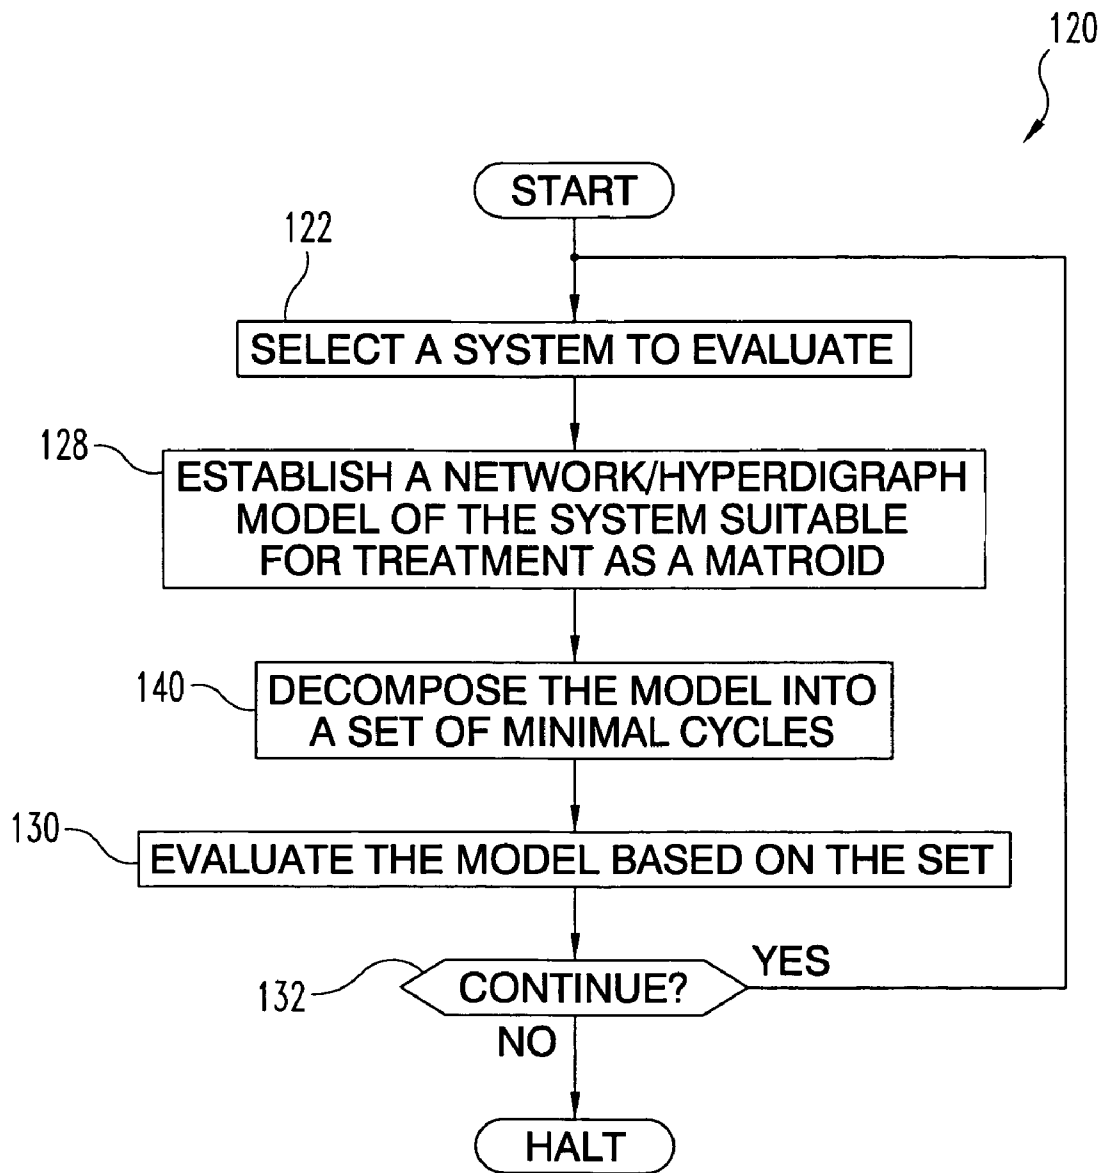 120
START
122
SELECT A SYSTEM TO EVALUATE
128
ESTABLISH A NETWORK/HYPERDIGRAPH
MODEL OF THE SYSTEM SUITABLE
FOR TREATMENT AS A MATROID
140
DECOMPOSE THE MODEL INTO
A SET OF MINIMAL CYCLES
130
EVALUATE THE MODEL BASED ON THE SET
132
CONTINUE?
YES
NO
HALT